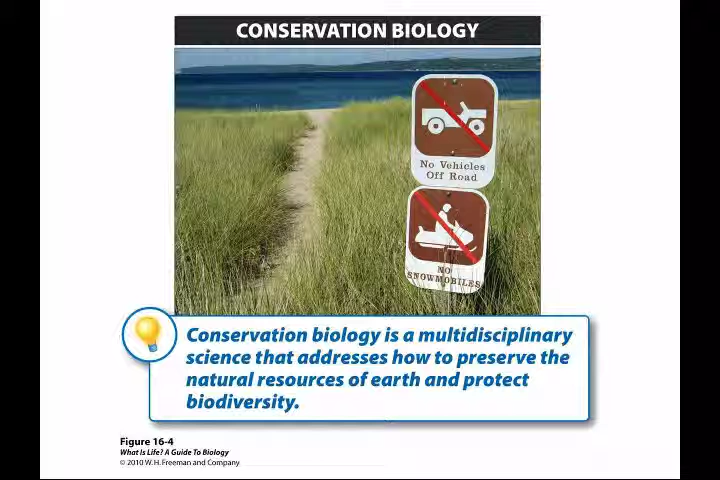 CONSERVATION BIOLOGY
No Vehicles
Off Road
NO
SNOWMOBILES
Conservation biology is a multidisciplinary
science that addresses how to preserve the
natural resources of earth and protect
biodiversity.
Figure 16-4
What Is Life? A Guide To Biology
© 2010 W. H. Freeman and Company